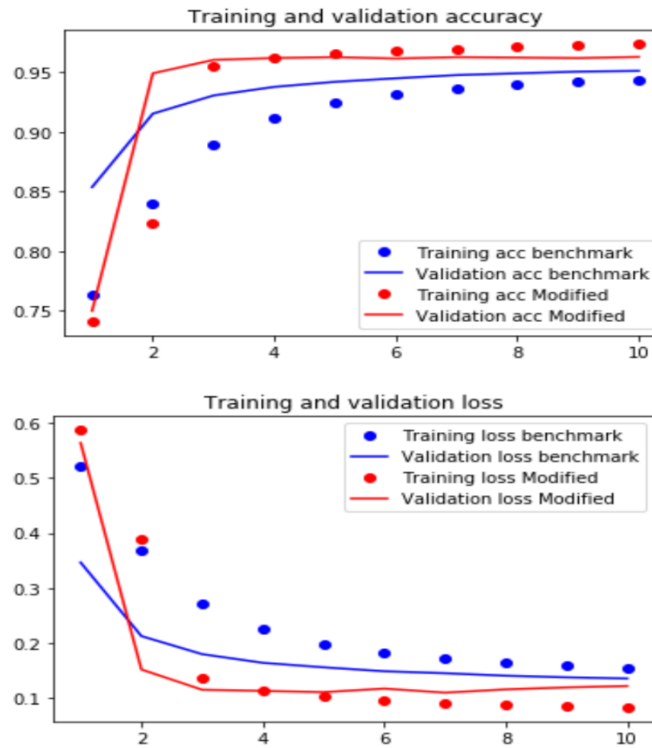 Training and validation accuracy
0.95
0.90
0.85
0.80
0.75
Training acc benchmark
Validation acc benchmark
Training acc Modified
Validation acc Modified
2 4 6 8 10
Training and validation loss
0.6
0.5
0.4
0.3
0.2
0.1
Training loss benchmark
Validation loss benchmark
Training loss Modified
Validation loss Modified
2 4 6 8 10